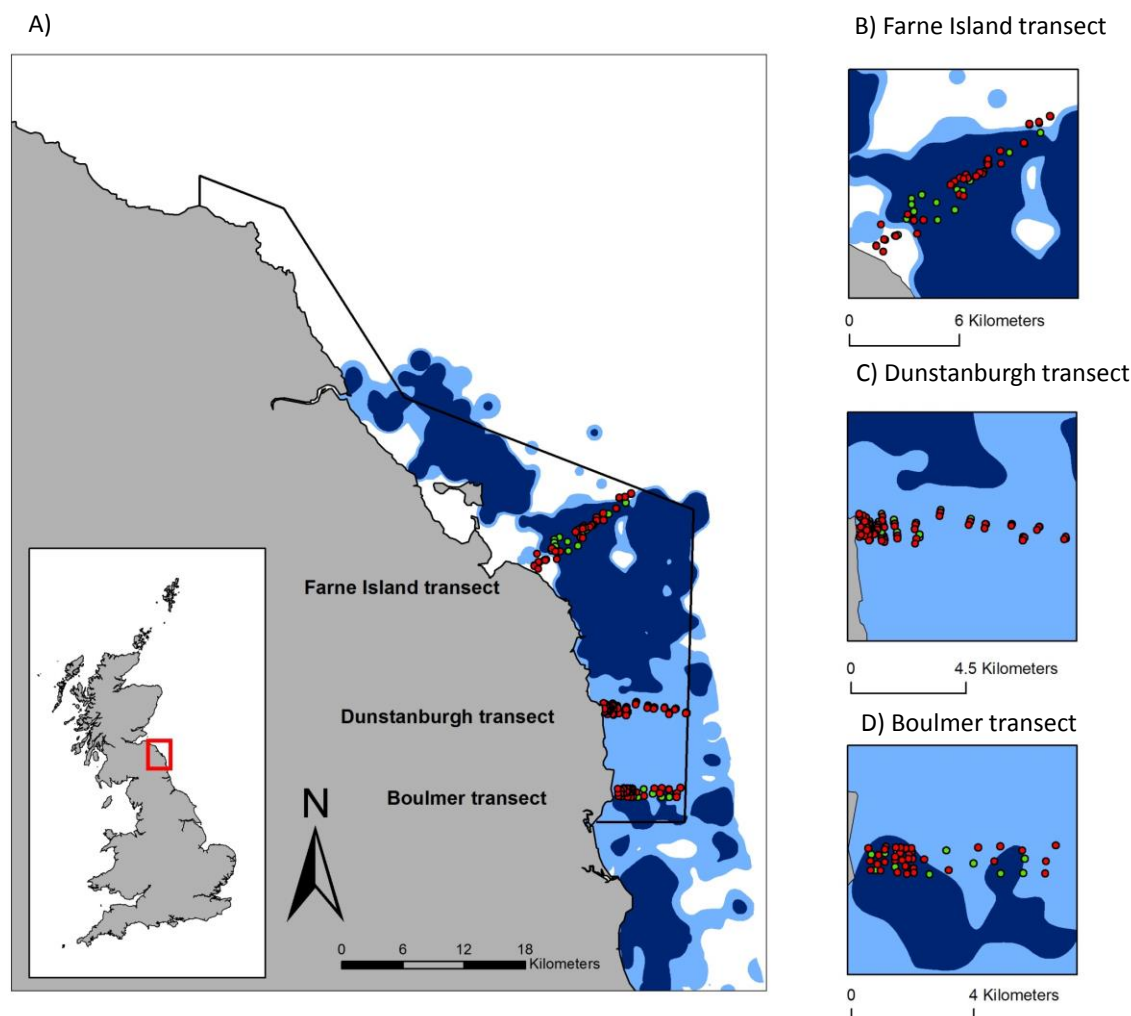 A)
Farne Island transect
Dunstanburgh transect
Boulmer transect
N
0 6 12 18
Kilometers
B) Farne Island transect
0 6 Kilometers
C) Dunstanburgh transect
0 4.5 Kilometers
D) Boulmer transect
0 4 Kilometers